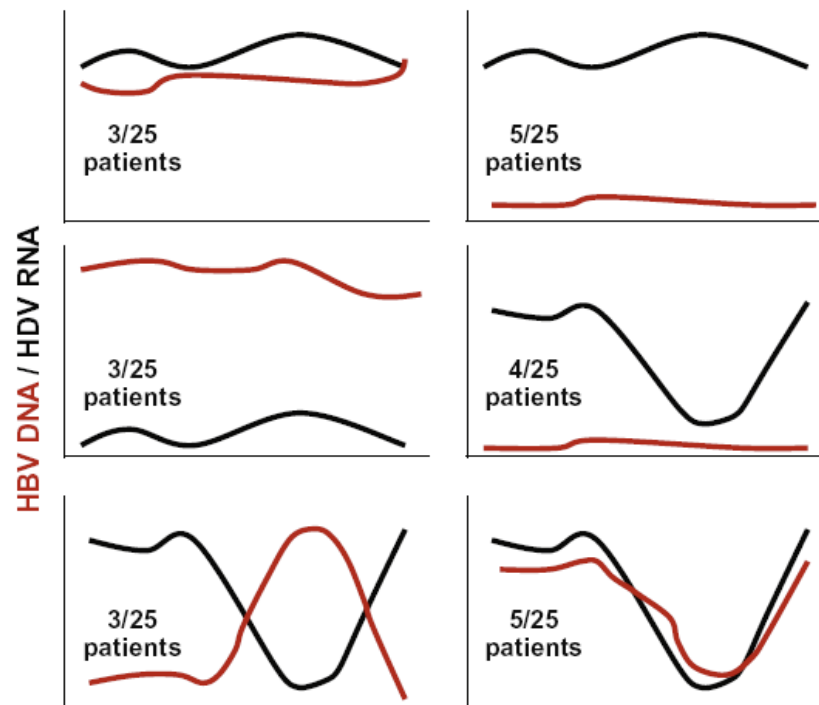 HBV DNA / HDV RNA
3/25
patients
5/25
patients
3/25
patients
4/25
patients
3/25
patients
5/25
patients